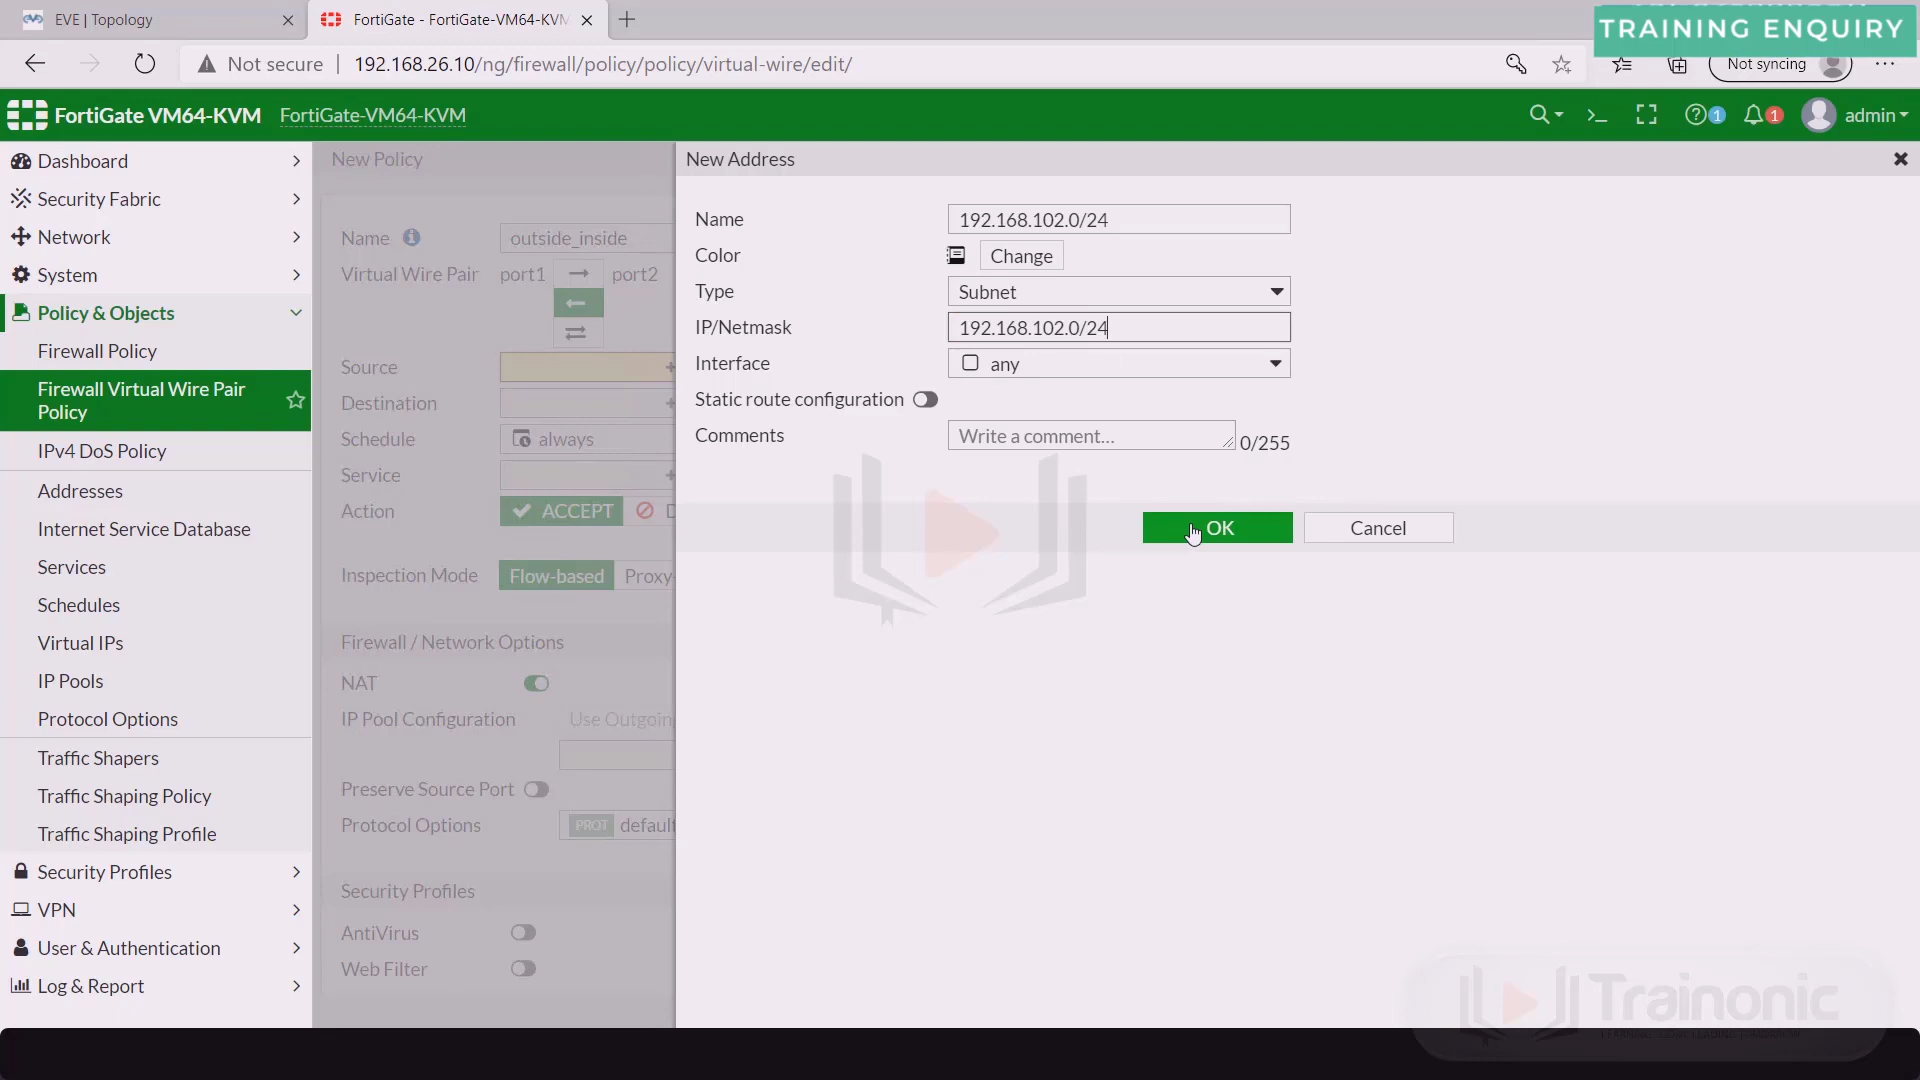 EVE | Topology
FortiGate - FortiGate-VM64-KVM
TRAINING ENQUIRY
Not secure
192.168.26.10/ng/firewall/policy/policy/virtual-wire/edit/
Not syncing
FortiGate VM64-KVM
FortiGate-VM64-KVM
1
1
admin
Dashboard
Security Fabric
Network
System
Policy & Objects
Firewall Policy
Firewall Virtual Wire Pair
Policy
IPv4 DoS Policy
Addresses
Internet Service Database
Services
Schedules
Virtual IPs
IP Pools
Protocol Options
Traffic Shapers
Traffic Shaping Policy
Traffic Shaping Profile
Security Profiles
VPN
User & Authentication
Log & Report
New Policy
Name
outside_inside
Virtual Wire Pair
port1
port2
Source
Destination
Schedule
always
Service
Action
ACCEPT
D
Inspection Mode
Flow-based
Proxy-
Firewall / Network Options
NAT
IP Pool Configuration
Use Outgoin
Preserve Source Port
Protocol Options
PROT
default
Security Profiles
AntiVirus
Web Filter
New Address
Name
192.168.102.0/24
Color
Change
Type
Subnet
IP/Netmask
192.168.102.0/24
Interface
any
Static route configuration
Comments
Write a comment...
0/255
OK
Cancel
Trainonic